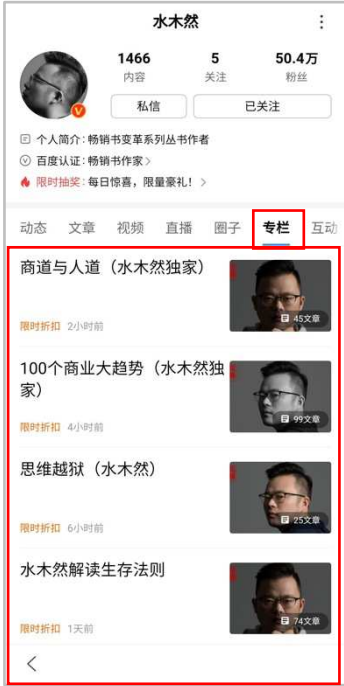 水木然
1466 5 50.4万
内容 关注 粉丝
私信 已关注
个人简介:畅销书变革系列丛书作者
百度认证:畅销书作家>
限时抽奖:每日惊喜，限量豪礼! >
动态 文章 视频 直播 圈子 专栏 互动
商道与人道（水木然独家）
45文章
限时折扣 2小时前
100个商业大趋势（水木然独
家）
99文章
限时折扣 4小时前
思维越狱（水木然）
25文章
限时折扣 6小时前
水木然解读生存法则
74文章
限时折扣 1天前